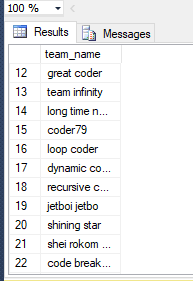 100 %
Results Messages
team_name
12 great coder
13 team infinity
14 long time n...
15 coder79
16 loop coder
17 dynamic co...
18 recursive c...
19 jetboi jetbo
20 shining star
21 shei rokom ...
22 code break...